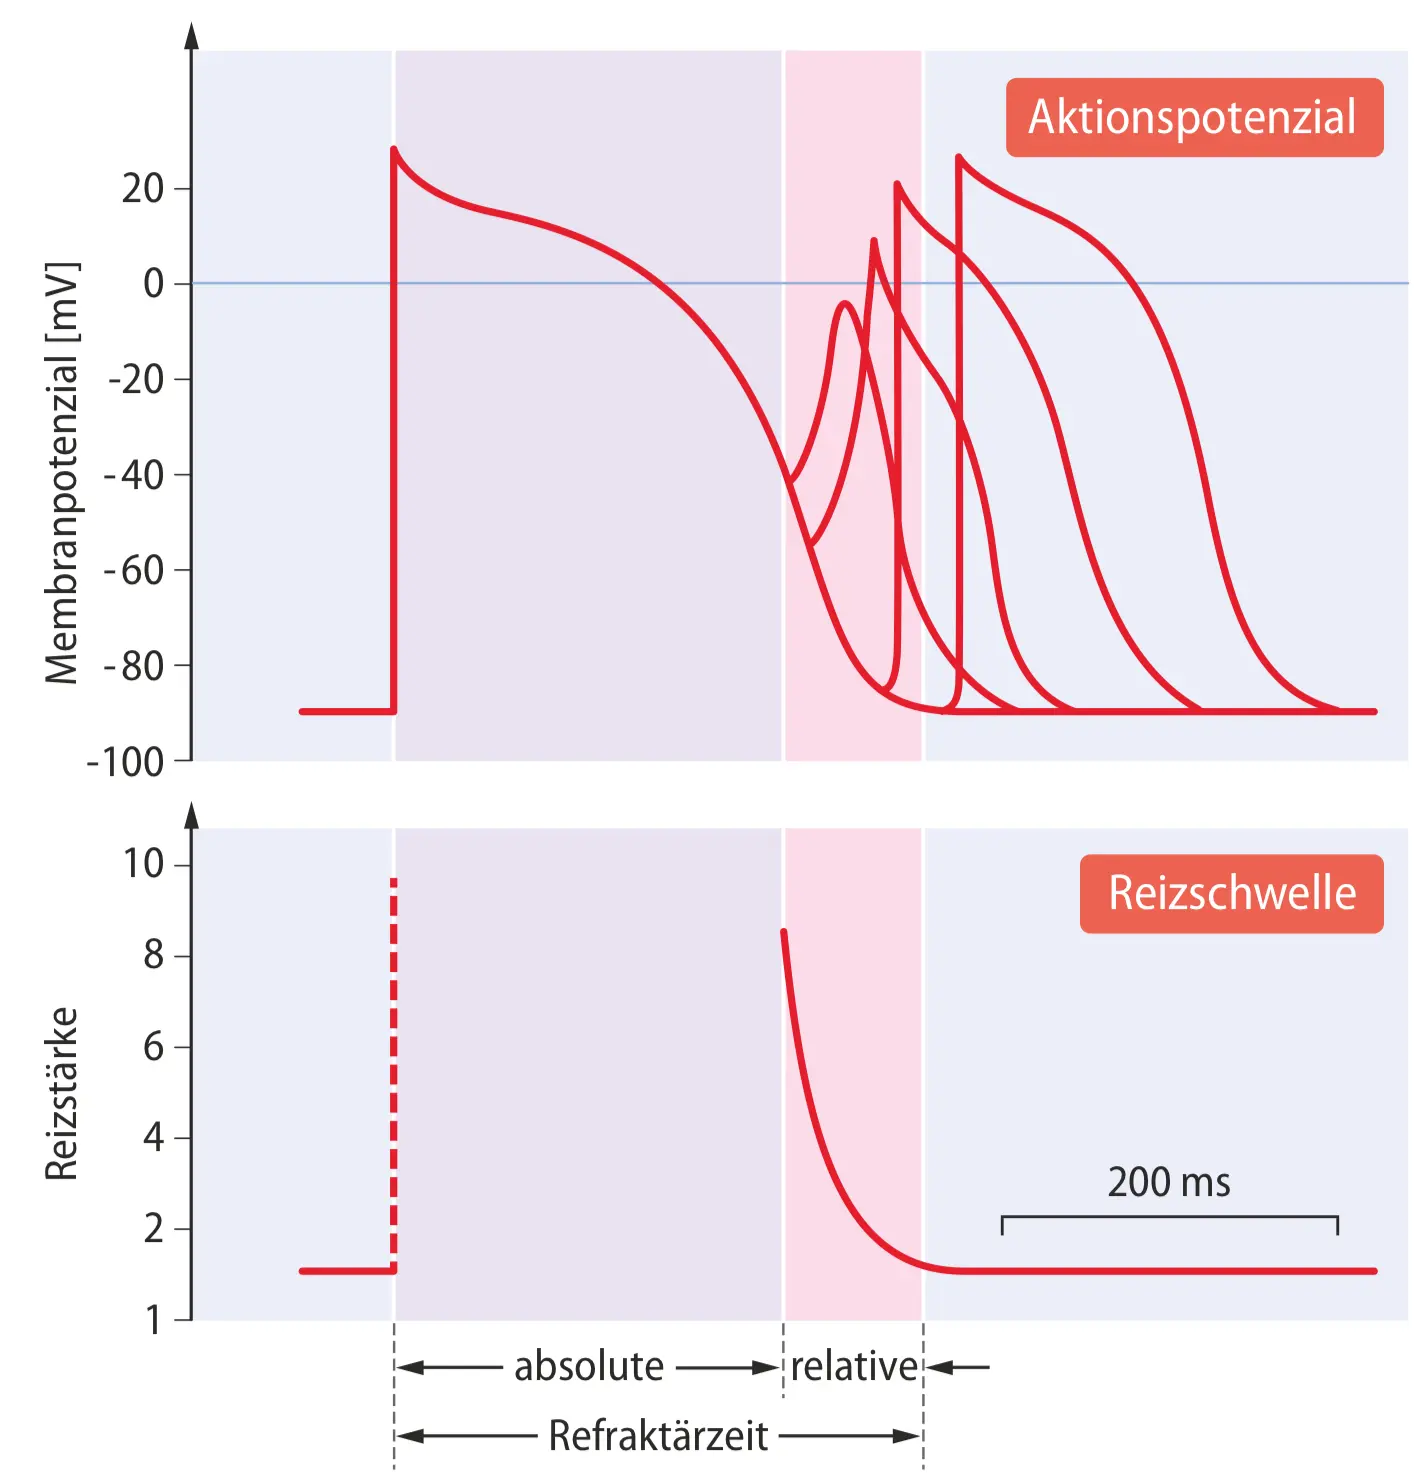 Aktionspotenzial
Membranpotenzial [mV]
20
0
-20
-40
-60
-80
-100
Reizschwelle
Reizstärke
10
8
6
4
2
1
200 ms
absolute
relative
Refraktärzeit